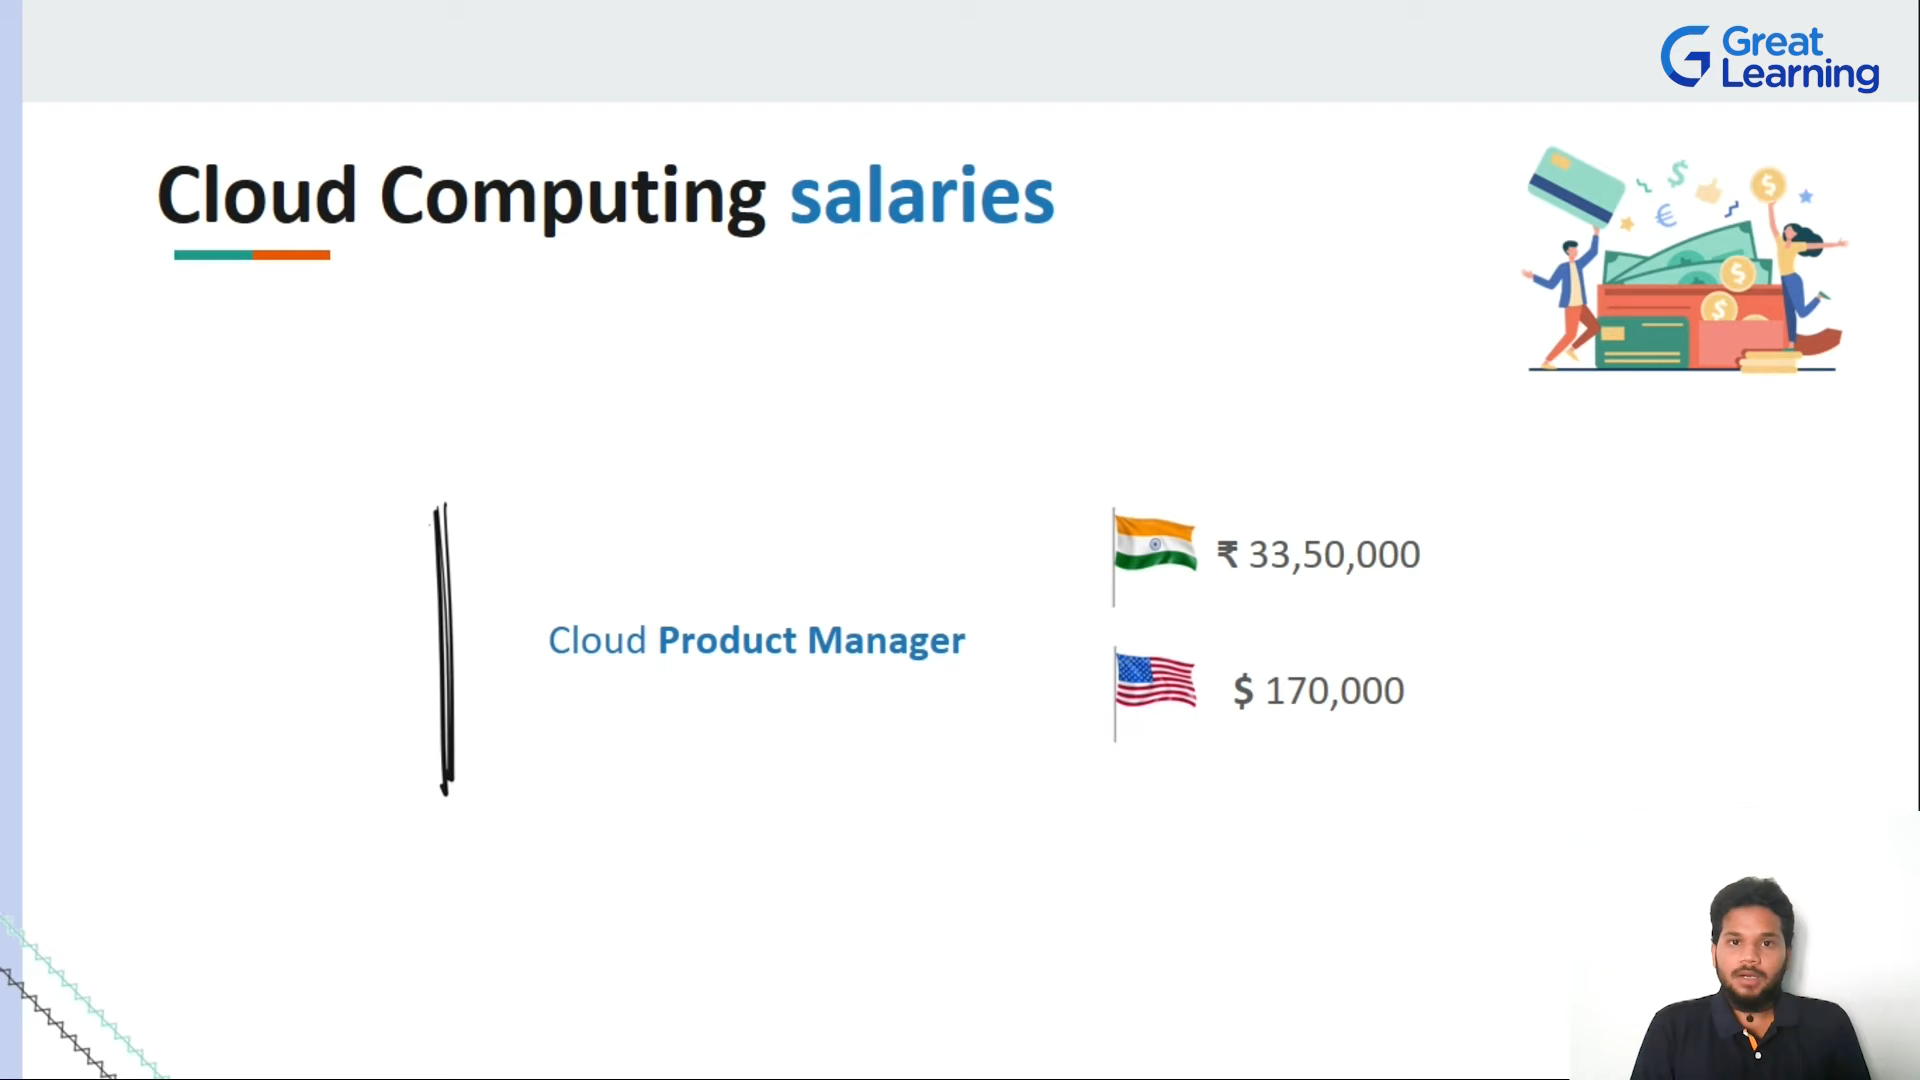 Great
Learning
Cloud Computing salaries
₹ 33,50,000
Cloud Product Manager
$ 170,000